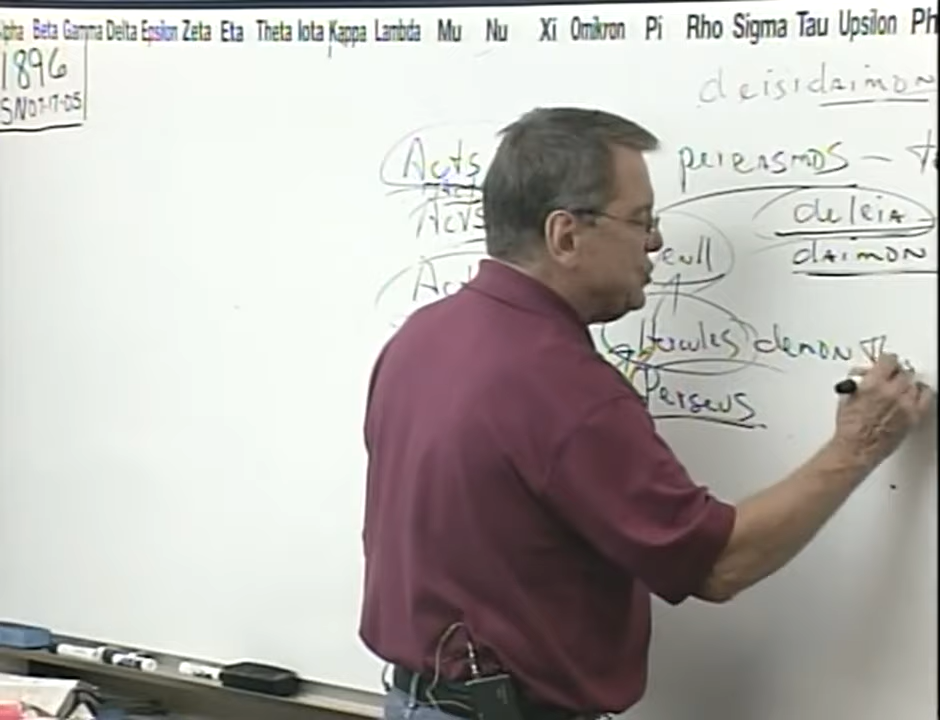 Beta Gamma Delta Epsilon Zeta Eta Theta Iota Kappa Lambda Mu Nu Xi Omikron Pi Rho Sigma Tau Upsilon Ph
1896
SN07-17-05
deisidaimon
Acts peirasmos –
Acts deleia
daimon
Hercules demon
Perseus